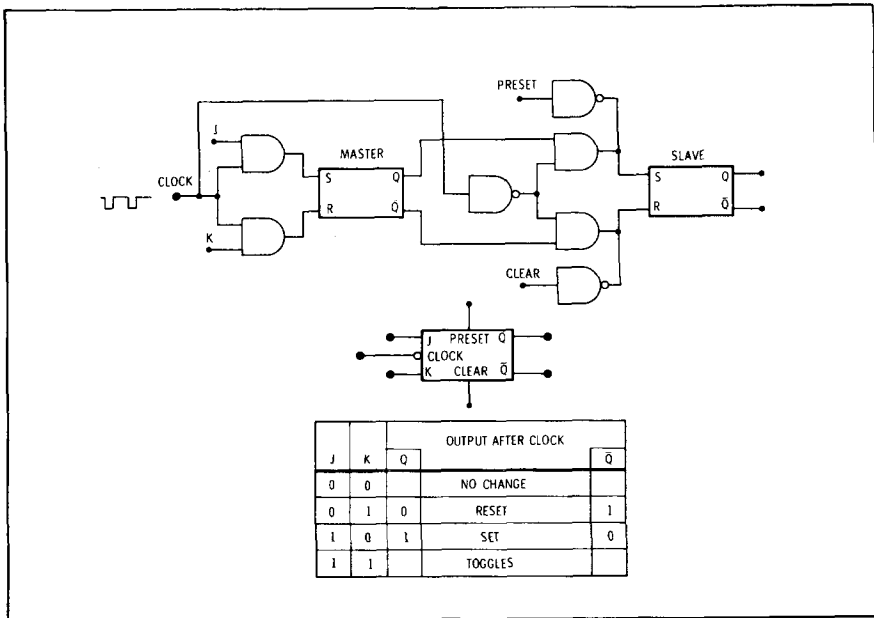 PRESET
J
MASTER
SLAVE
CLOCK
S Q
R Q̄
S Q
R Q̄
K
CLEAR
J PRESET Q
CLOCK
K CLEAR Q̄
OUTPUT AFTER CLOCK
J K Q Q̄
0 0 NO CHANGE
0 1 0 RESET 1
1 0 1 SET 0
1 1 TOGGLES